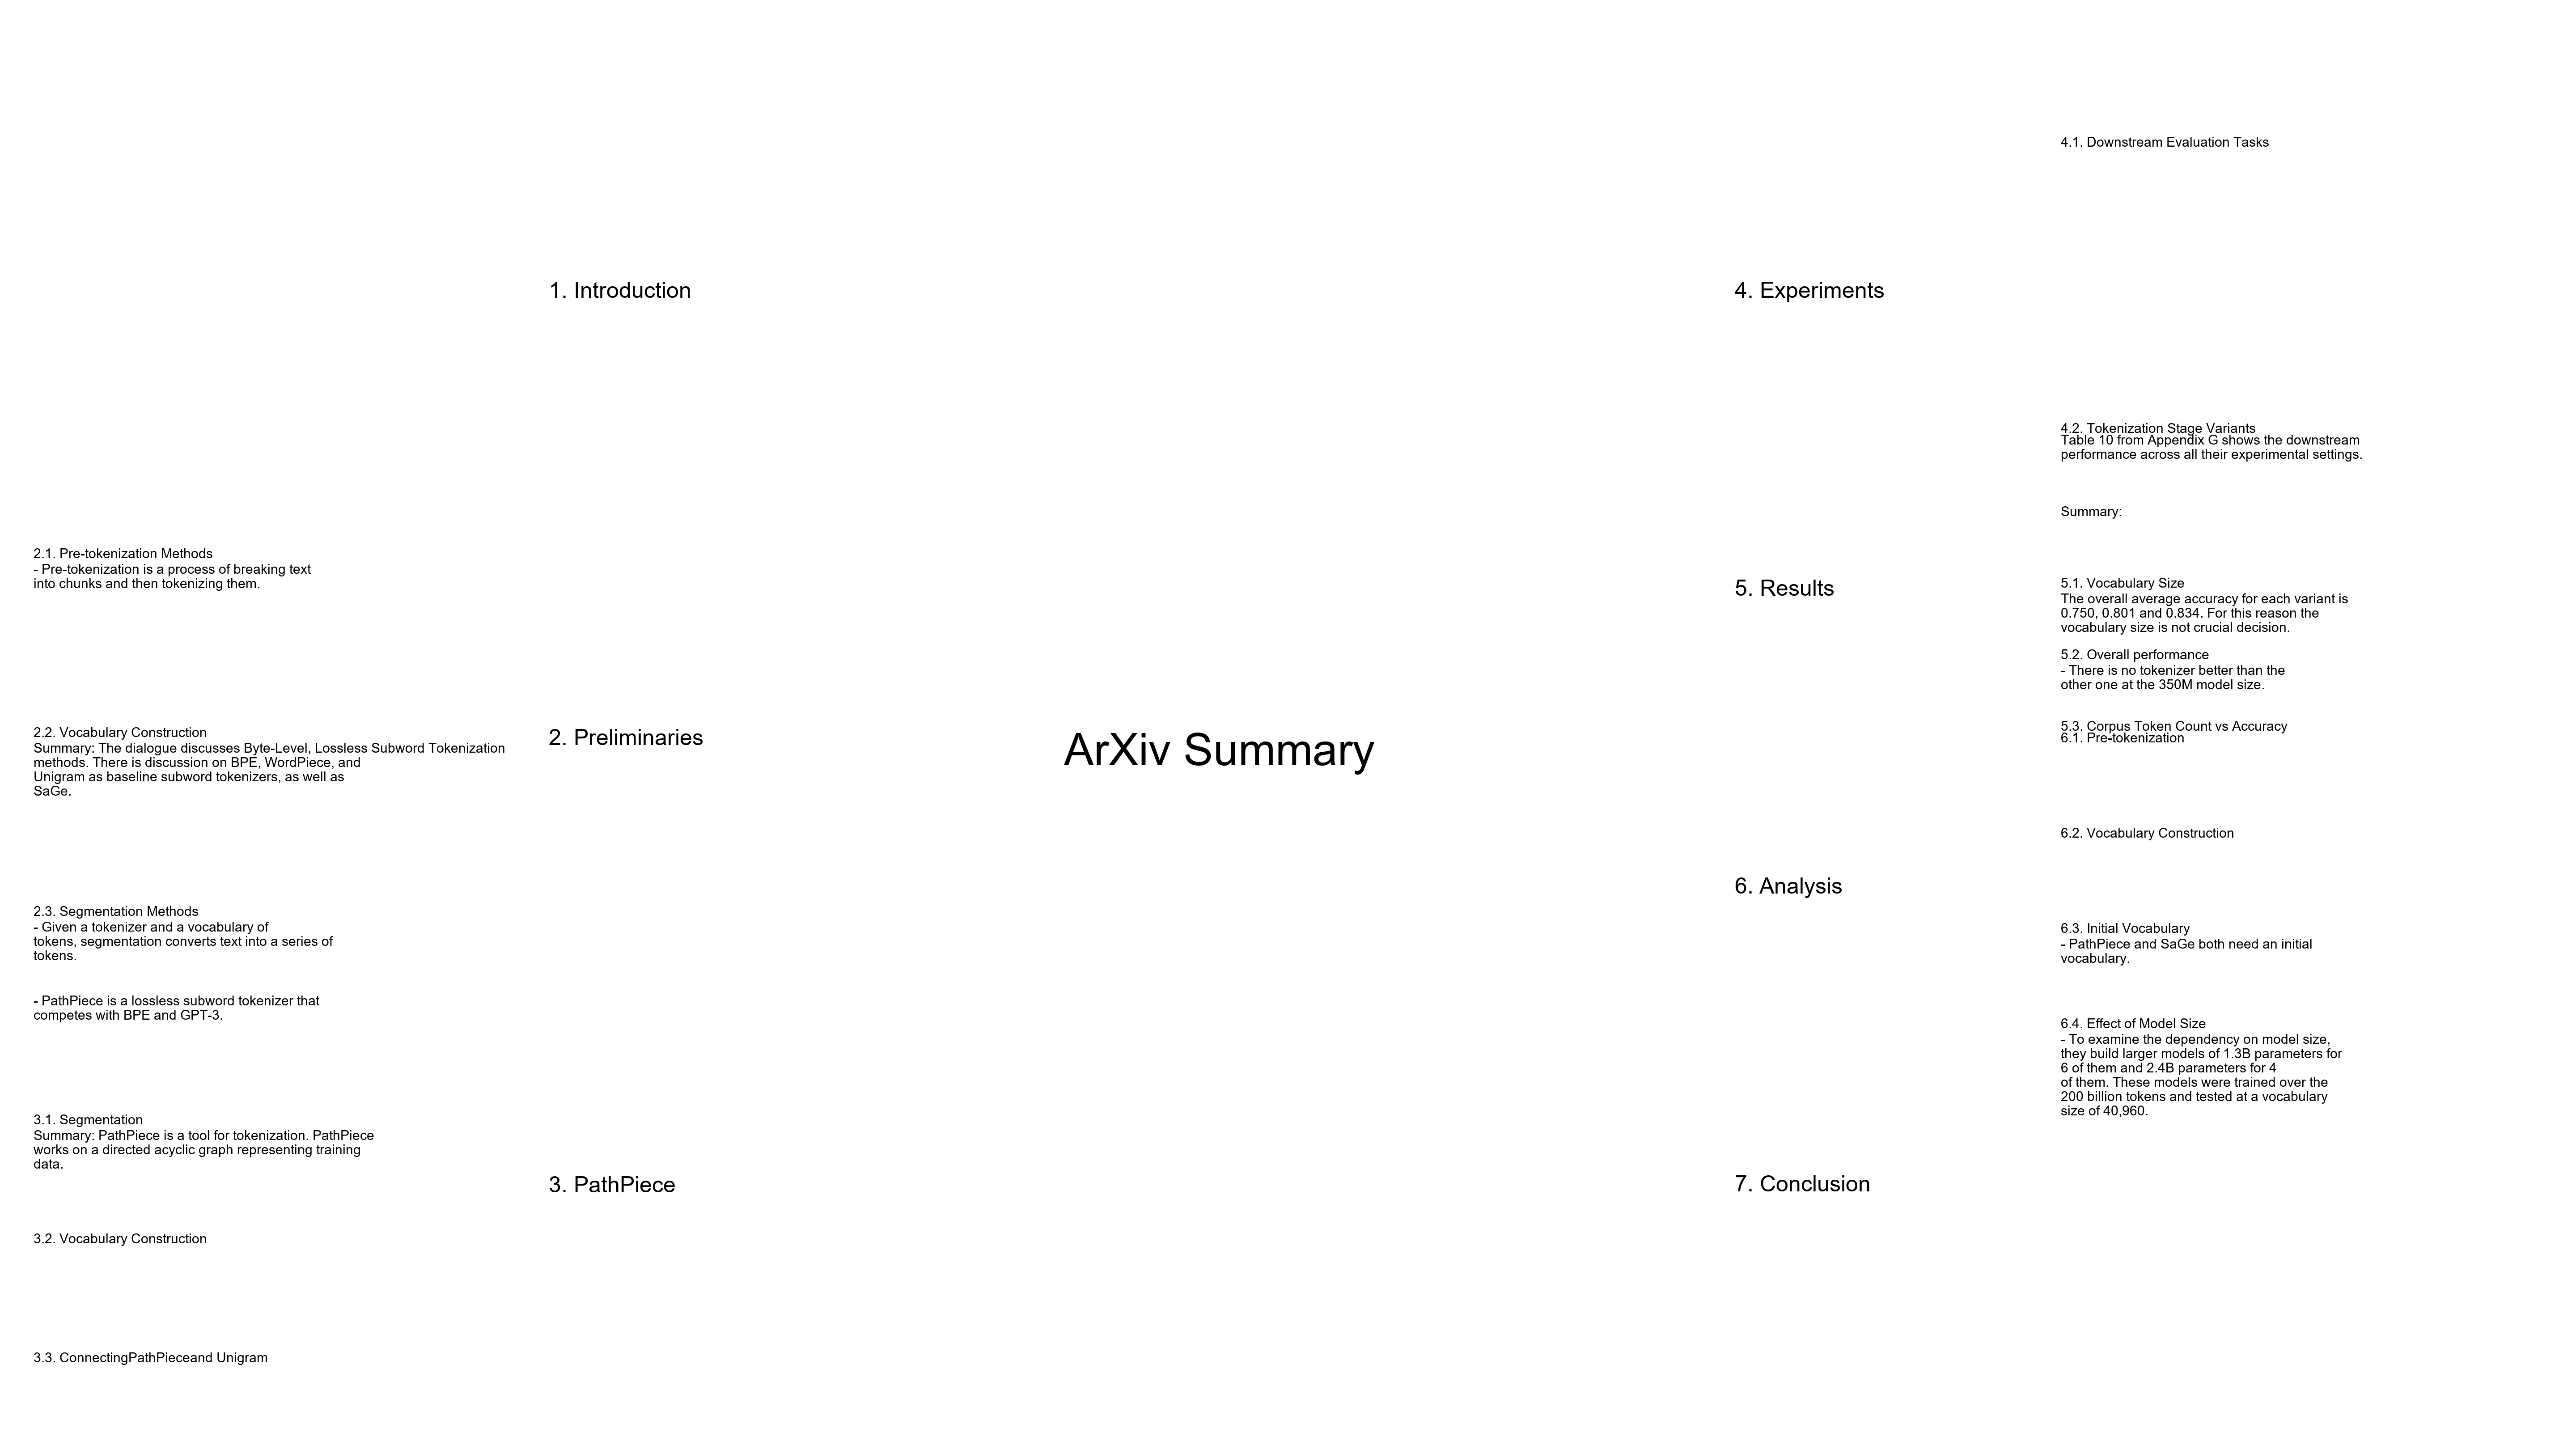 ArXiv Summary
1. Introduction
2. Preliminaries
2.1. Pre-tokenization Methods
- Pre-tokenization is a process of breaking text
into chunks and then tokenizing them.
2.2. Vocabulary Construction
Summary: The dialogue discusses Byte-Level, Lossless Subword Tokenization
methods. There is discussion on BPE, WordPiece, and
Unigram as baseline subword tokenizers, as well as
SaGe.
2.3. Segmentation Methods
- Given a tokenizer and a vocabulary of
tokens, segmentation converts text into a series of
tokens.
- PathPiece is a lossless subword tokenizer that
competes with BPE and GPT-3.
3. PathPiece
3.1. Segmentation
Summary: PathPiece is a tool for tokenization. PathPiece
works on a directed acyclic graph representing training
data.
3.2. Vocabulary Construction
3.3. ConnectingPathPieceand Unigram
4. Experiments
4.1. Downstream Evaluation Tasks
4.2. Tokenization Stage Variants
Table 10 from Appendix G shows the downstream
performance across all their experimental settings.
Summary:
5. Results
5.1. Vocabulary Size
The overall average accuracy for each variant is
0.750, 0.801 and 0.834. For this reason the
vocabulary size is not crucial decision.
5.2. Overall performance
- There is no tokenizer better than the
other one at the 350M model size.
5.3. Corpus Token Count vs Accuracy
6. Analysis
6.1. Pre-tokenization
6.2. Vocabulary Construction
6.3. Initial Vocabulary
- PathPiece and SaGe both need an initial
vocabulary.
6.4. Effect of Model Size
- To examine the dependency on model size,
they build larger models of 1.3B parameters for
6 of them and 2.4B parameters for 4
of them. These models were trained over the
200 billion tokens and tested at a vocabulary
size of 40,960.
7. Conclusion